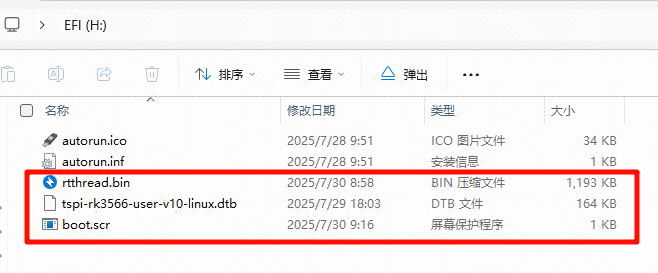 EFI (H:)
排序 查看 弹出 •••
名称 修改日期 类型 大小
autorun.ico 2025/7/28 9:51 ICO 图片文件 34 KB
autorun.inf 2025/7/28 9:51 安装信息 1 KB
rtthread.bin 2025/7/30 8:58 BIN 压缩文件 1,193 KB
tspi-rk3566-user-v10-linux.dtb 2025/7/29 18:03 DTB 文件 164 KB
boot.scr 2025/7/30 9:16 屏幕保护程序 1 KB